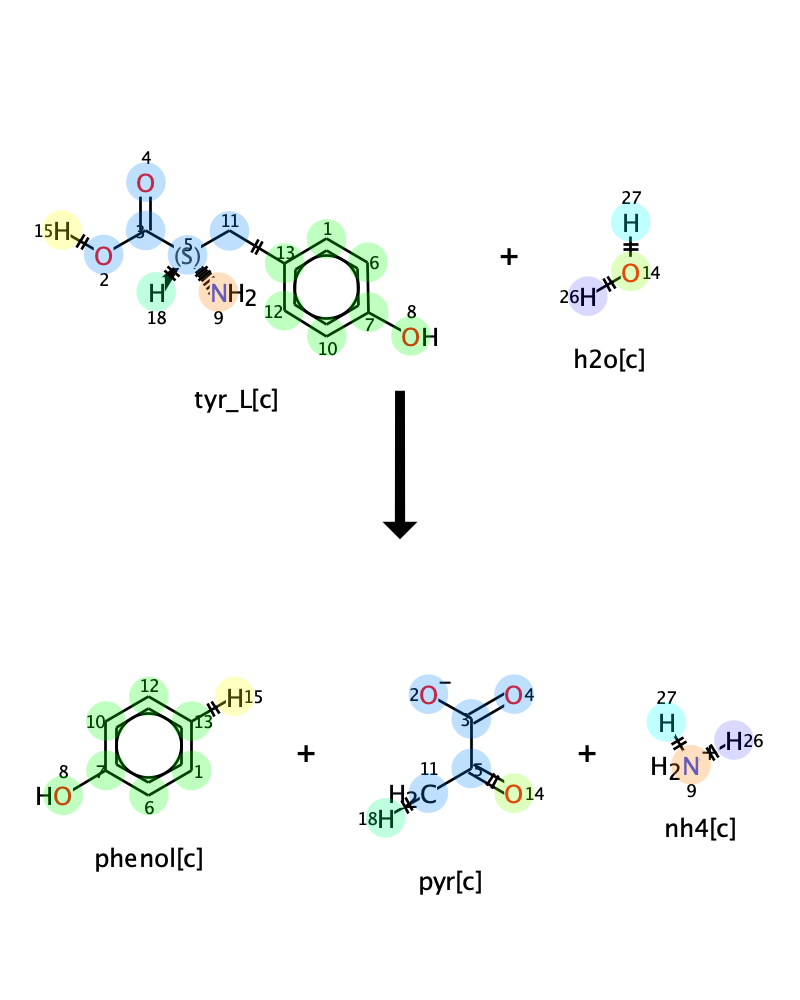 4
27
15H
3
5
11
1
H
13
(S)
6
+
O
2
O
O14
26H
H
NH2
12
8
18
9
7
OH
10
h2o[c]
tyr_L[c]
12
H15
27
2O−
O4
10
13
3
H
H26
+
+
8
7
1
11
5
H2N
HO
6
H2C
O14
9
18H
phenol[c]
nh4[c]
pyr[c]